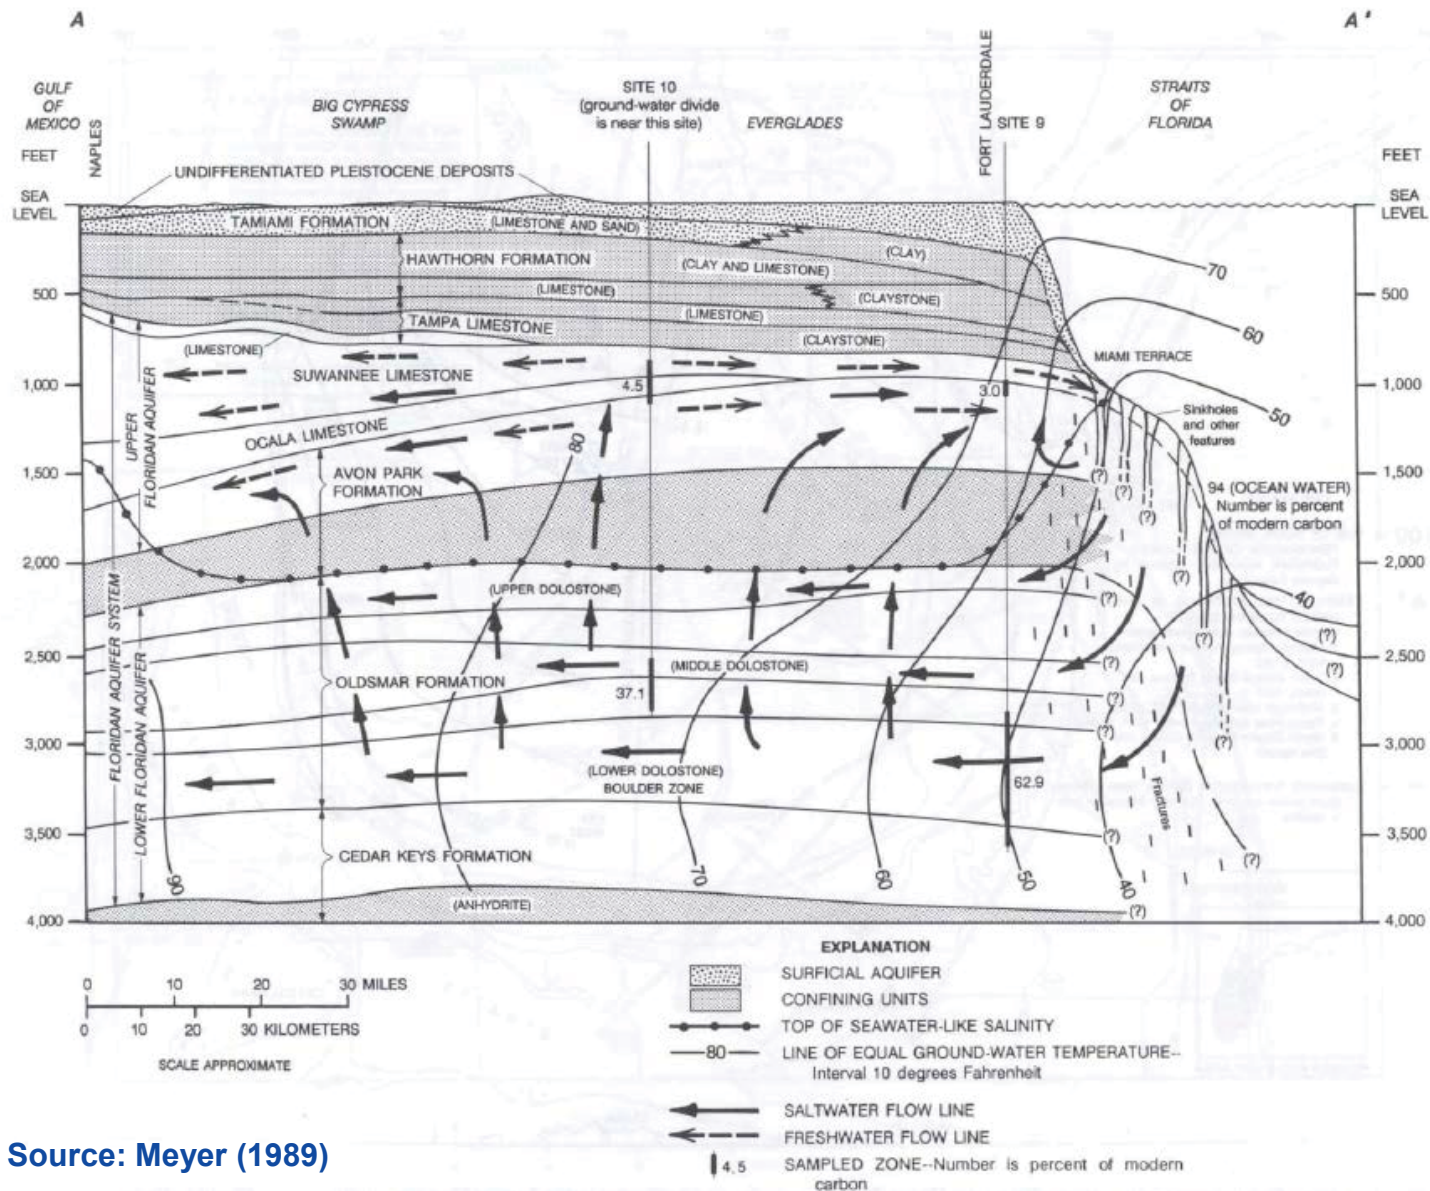 A
A'
GULF
OF
MEXICO
NAPLES
BIG CYPRESS
SWAMP
SITE 10
(ground-water divide
is near this site)
EVERGLADES
FORT LAUDERDALE
SITE 9
STRAITS
OF
FLORIDA
FEET
FEET
SEA
LEVEL
SEA
LEVEL
UNDIFFERENTIATED PLEISTOCENE DEPOSITS
TAMIAMI FORMATION
(LIMESTONE AND SAND)
HAWTHORN FORMATION
(CLAY AND LIMESTONE)
(CLAY)
70
500
(LIMESTONE)
(CLAYSTONE)
500
TAMPA LIMESTONE
(LIMESTONE)
60
(LIMESTONE)
(CLAYSTONE)
MIAMI TERRACE
1,000
SUWANNEE LIMESTONE
4.5
3.0
1,000
Sinkholes
and other
features
50
OCALA LIMESTONE
80
UPPER
FLORIDAN AQUIFER
1,500
AVON PARK
FORMATION
(?)
(?)
(?)
1,500
94 (OCEAN WATER)
Number is percent
of modern carbon
2,000
(?)
2,000
(UPPER DOLOSTONE)
(?)
40
(?)
(?)
(?)
FLORIDAN AQUIFER SYSTEM
LOWER FLORIDAN AQUIFER
2,500
(MIDDLE DOLOSTONE)
(?)
2,500
OLDSMAR FORMATION
37.1
(?)
(?)
(?)
3,000
(LOWER DOLOSTONE)
BOULDER ZONE
62.9
3,000
Fractures
3,500
(?)
3,500
CEDAR KEYS FORMATION
(?)
90
70
60
50
40
(ANHYDRITE)
(?)
4,000
4,000
0 10 20 30 MILES
0 10 20 30 KILOMETERS
SCALE APPROXIMATE
EXPLANATION
SURFICIAL AQUIFER
CONFINING UNITS
TOP OF SEAWATER-LIKE SALINITY
80 LINE OF EQUAL GROUND-WATER TEMPERATURE--
Interval 10 degrees Fahrenheit
SALTWATER FLOW LINE
FRESHWATER FLOW LINE
4.5 SAMPLED ZONE--Number is percent of modern
carbon
Source: Meyer (1989)